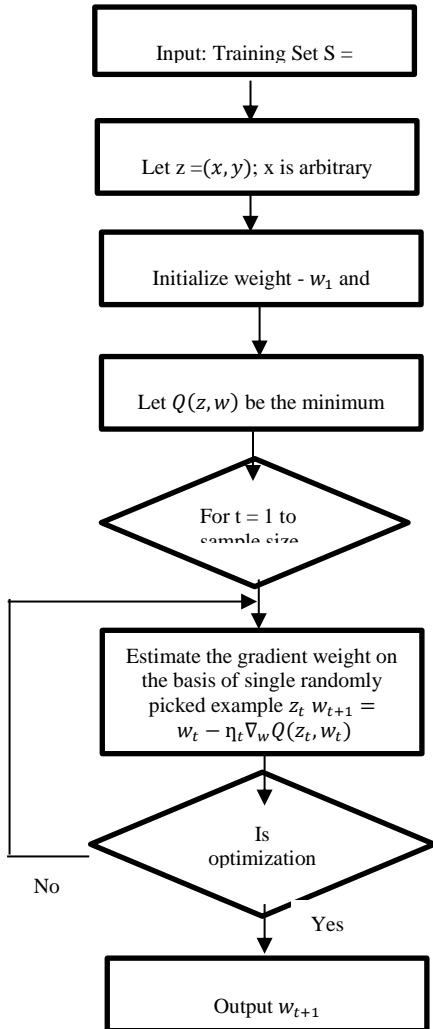 Input: Training Set S =
Let z =(x, y); x is arbitrary
Initialize weight - w₁ and
Let Q(z, w) be the minimum
For t = 1 to
sample size
Estimate the gradient weight on
the basis of single randomly
picked example zₜ wₜ₊₁ =
wₜ − ηₜ∇wQ(zₜ, wₜ)
Is
optimization
No
Yes
Output wₜ₊₁